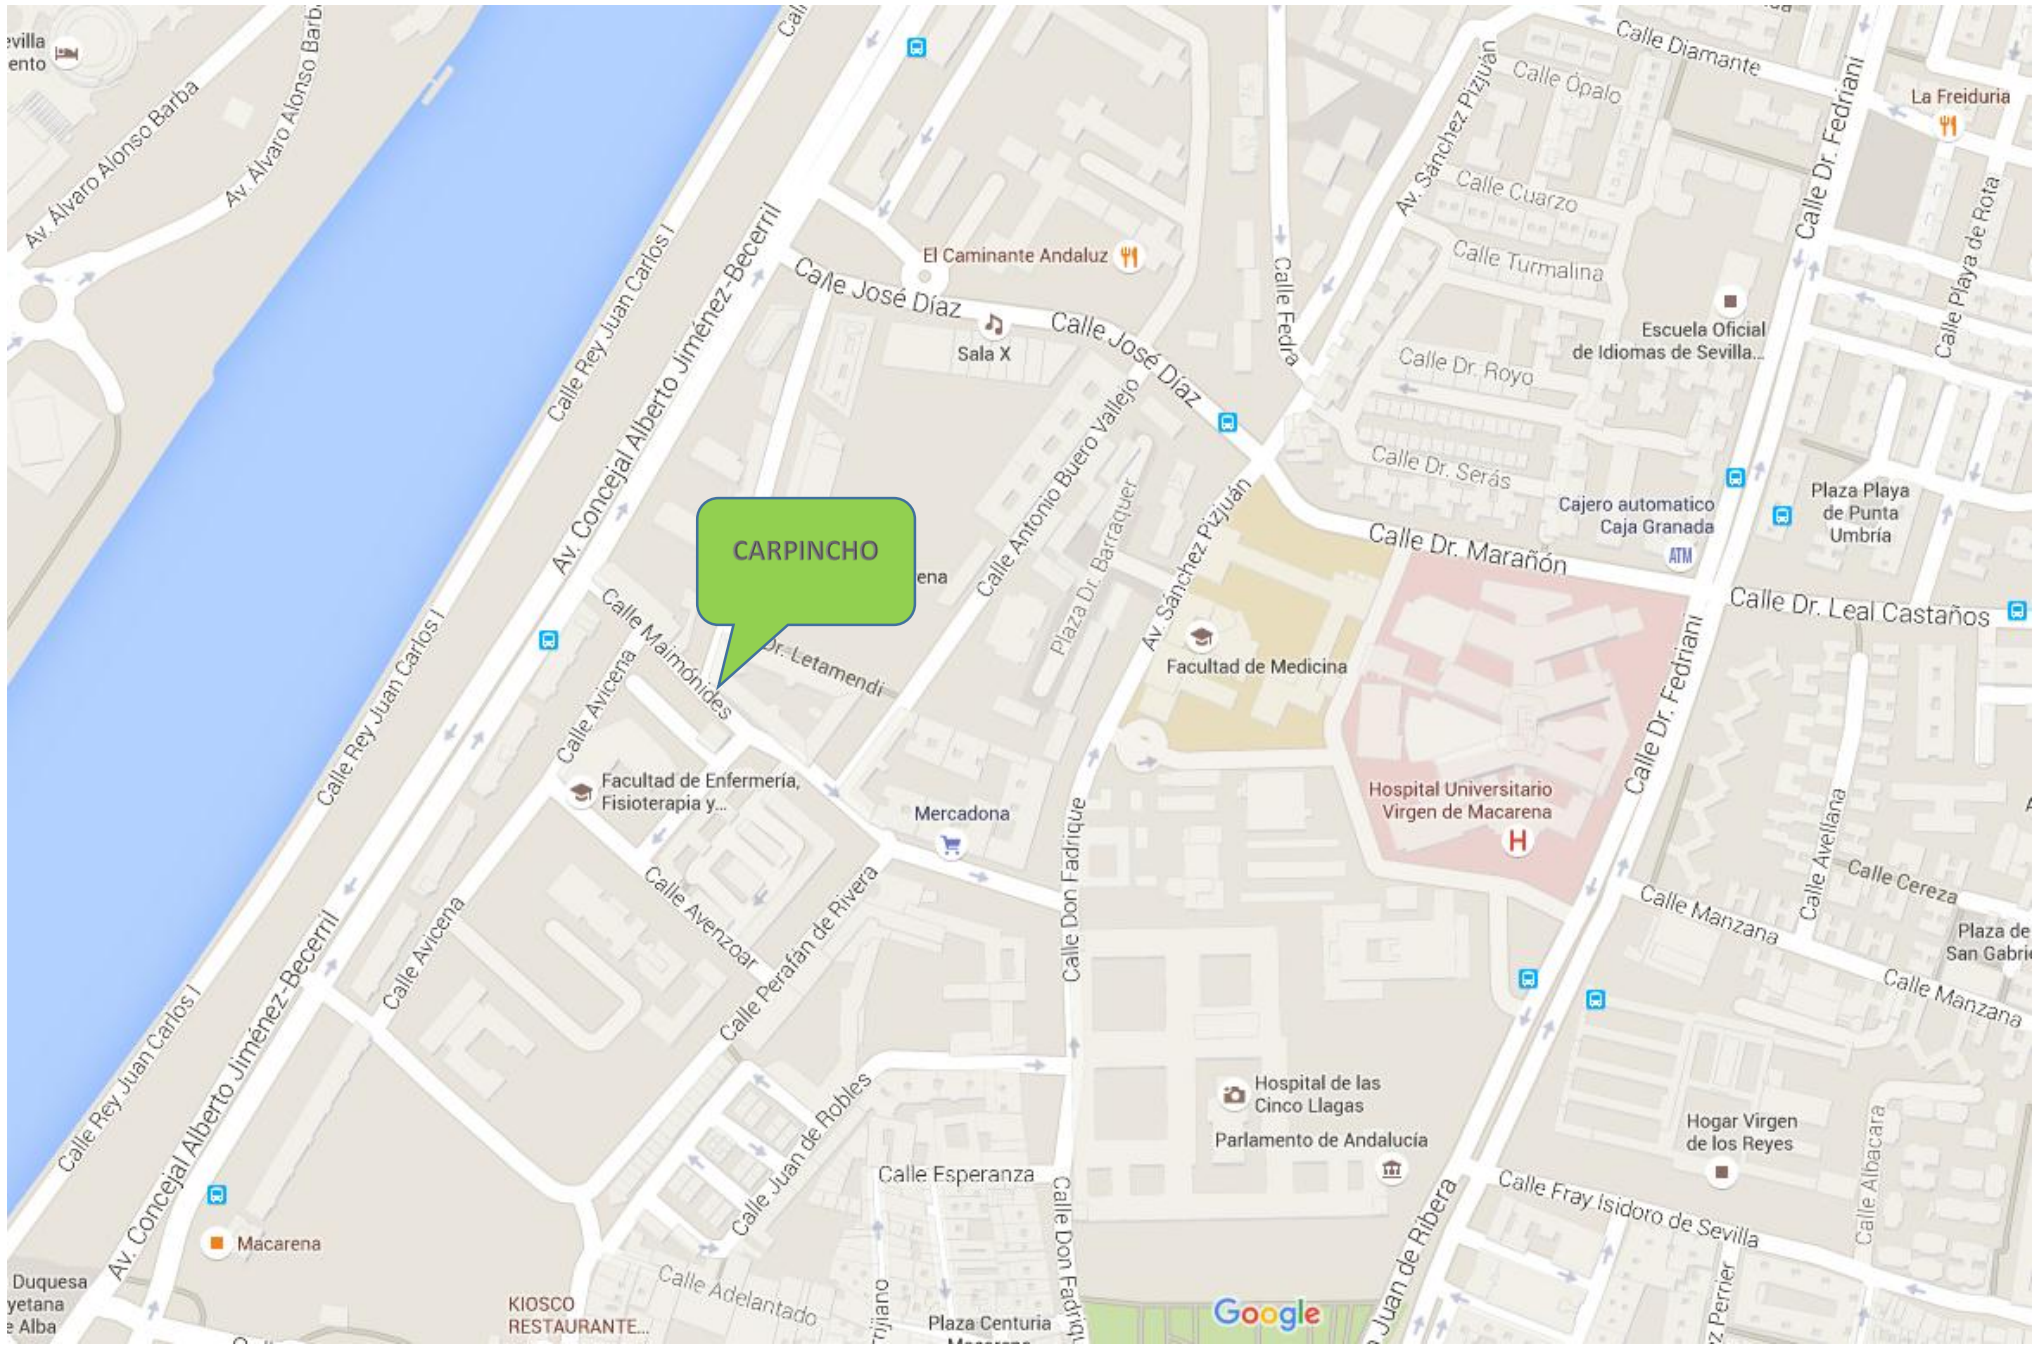 evilla
ento
Av. Álvaro Alonso Barba
Av. Álvaro Alonso Barba
Calle Rey Juan Carlos I
Av. Concejal Alberto Jiménez-Becerril
El Caminante Andaluz
Calle José Díaz
Sala X
Calle José Díaz
Calle Fedra
Av. Sánchez Pizjuán
Calle Diamante
Calle Ópalo
Calle Cuarzo
Calle Turmalina
Calle Dr. Fedriani
La Freiduria
Calle Playa de Rota
Escuela Oficial
de Idiomas de Sevilla...
Calle Dr. Royo
Calle Dr. Serás
Cajero automatico
Caja Granada
ATM
Plaza Playa
de Punta
Umbría
CARPINCHO
ena
Calle Antonio Buero Vallejo
Plaza Dr. Barraquer
Av. Sánchez Pizjuán
Calle Dr. Marañón
Calle Dr. Leal Castaños
Calle Maimónides
Dr. Letamendi
Calle Avicena
Facultad de Medicina
Calle Dr. Fedriani
Calle Rey Juan Carlos I
Facultad de Enfermería,
Fisioterapia y...
Mercadona
Hospital Universitario
Virgen de Macarena
H
Calle Avellana
Calle Cereza
Calle Manzana
Plaza de
San Gabrie
Calle Manzana
Calle Don Fadrique
Calle Avenzoar
Calle Perafán de Rivera
Calle Avicena
Av. Concejal Alberto Jiménez-Becerril
Calle Rey Juan Carlos I
Calle Juan de Robles
Hospital de las
Cinco Llagas
Parlamento de Andalucía
Hogar Virgen
de los Reyes
Calle Albacara
Calle Esperanza
Calle Don Fadriqu
Calle Fray Isidoro de Sevilla
Juan de Ribera
z Perrier
Macarena
Duquesa
yetana
e Alba
KIOSCO
RESTAURANTE...
Calle Adelantado
rijiano
Plaza Centuria
Google